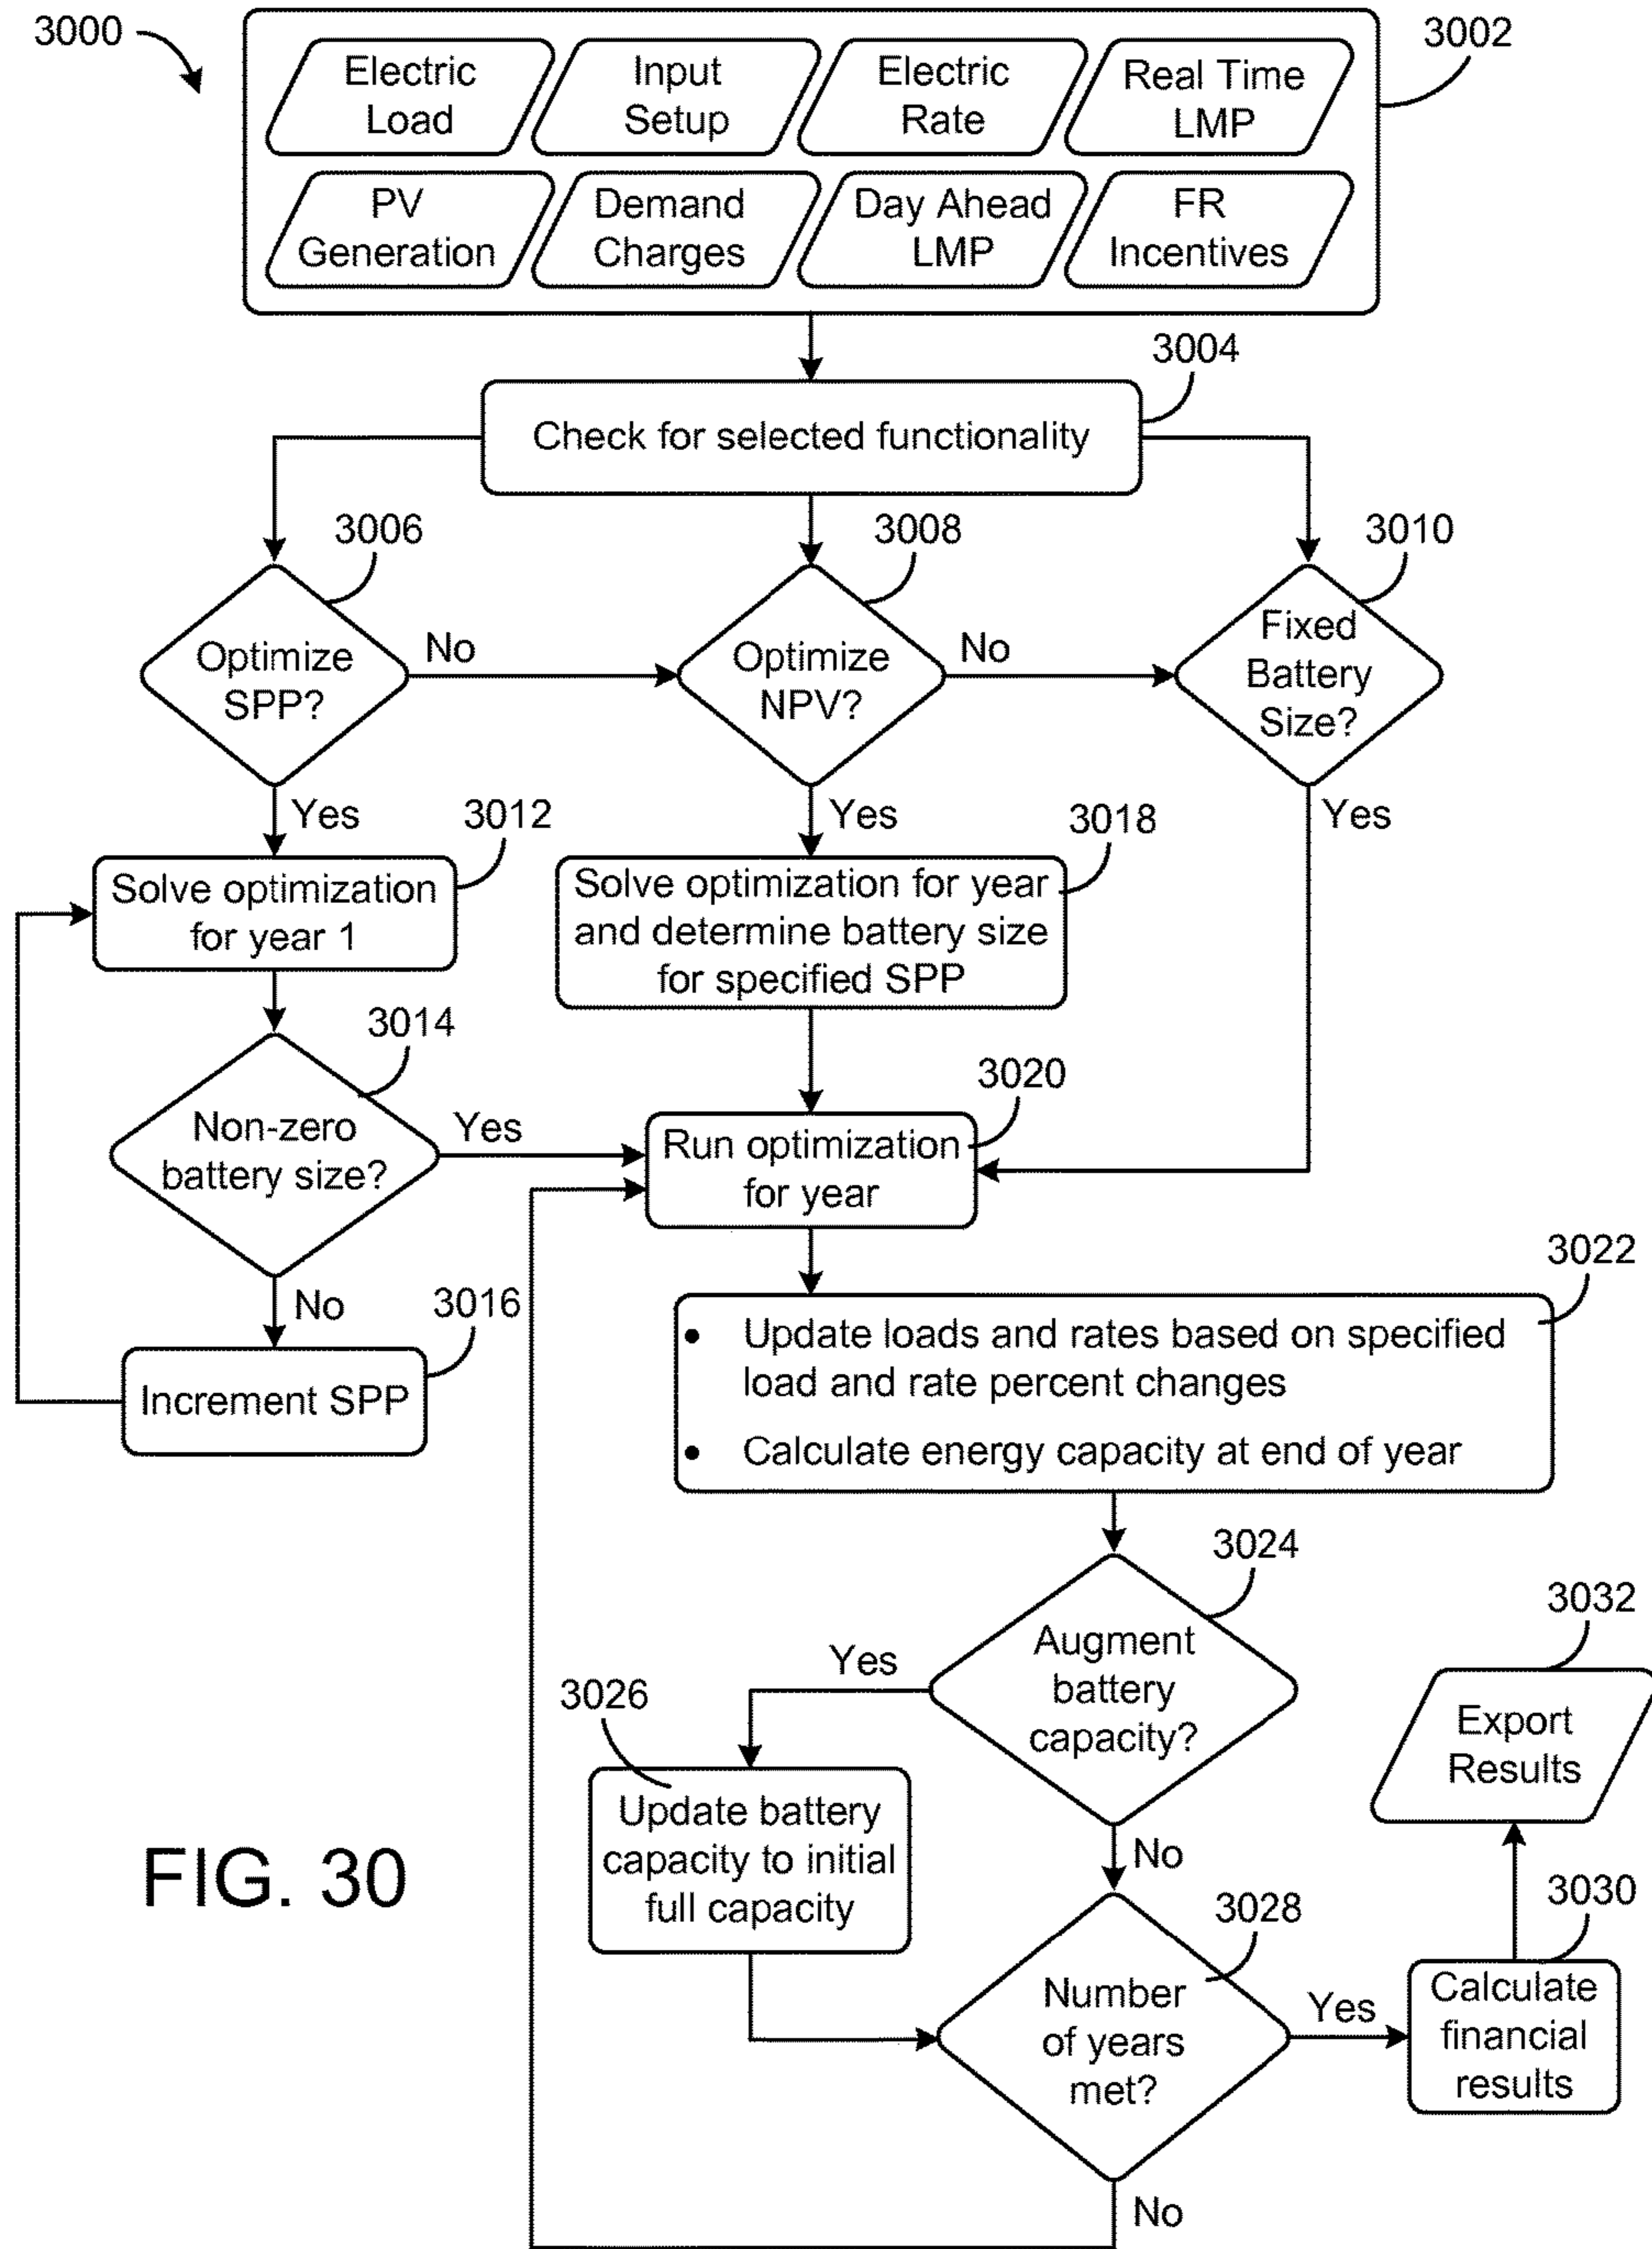 3000
3002
Electric
Load
Input
Setup
Electric
Rate
Real Time
LMP
PV
Generation
Demand
Charges
Day Ahead
LMP
FR
Incentives
3004
Check for selected functionality
3006
3008
3010
Optimize
SPP?
No
Optimize
NPV?
No
Fixed
Battery
Size?
Yes
3012
Yes
3018
Yes
Solve optimization
for year 1
Solve optimization for year
and determine battery size
for specified SPP
3014
3020
Non-zero
battery size?
Yes
Run optimization
for year
No
3016
Increment SPP
3022
• Update loads and rates based on specified
load and rate percent changes
• Calculate energy capacity at end of year
3024
Augment
battery
capacity?
Yes
3026
Update battery
capacity to initial
full capacity
No
3032
Export
Results
FIG. 30
3028
3030
Number
of years
met?
Yes
Calculate
financial
results
No